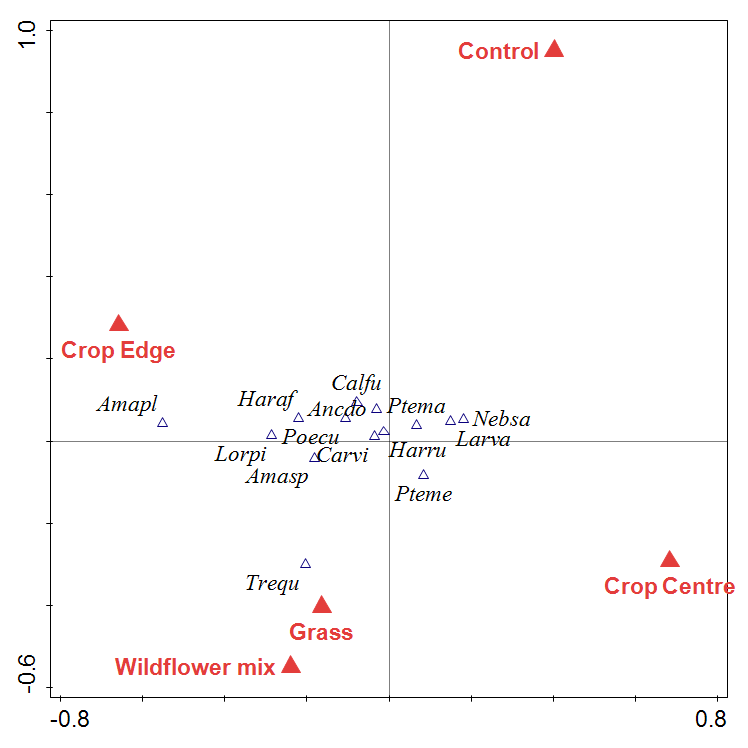 1.0
Control
Crop Edge
Calfu
Amapl
Haraf
Ancdo
Ptema
Nebsa
Poecu
Larva
Lorpi
Carvi
Harru
Amasp
Pteme
Trequ
Crop Centre
Grass
Wildflower mix
-0.6
-0.8
0.8